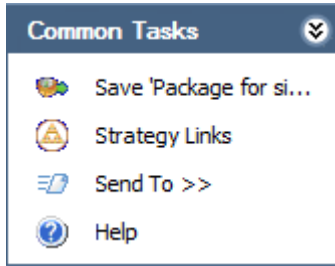 Common Tasks
Save 'Package for si...
Strategy Links
Send To >>
Help